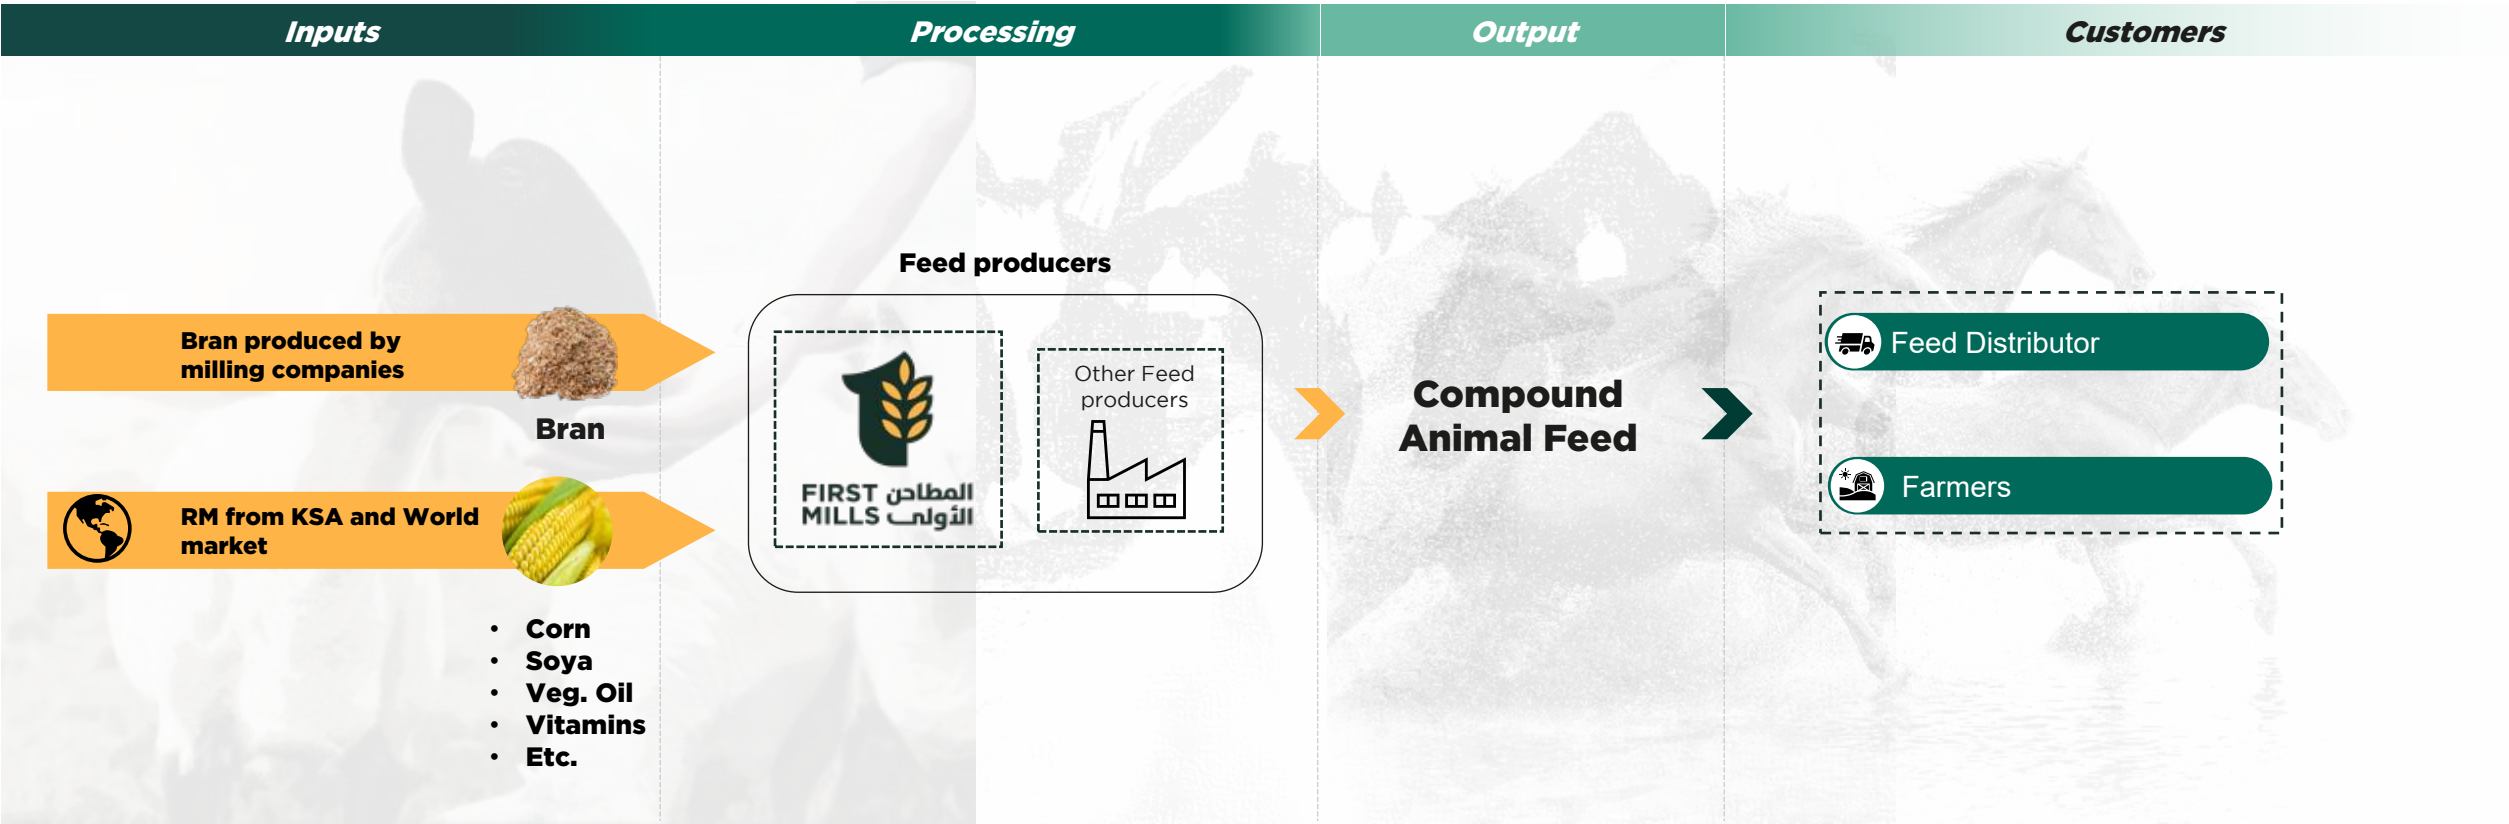 Inputs
Processing
Output
Customers
Bran produced by
milling companies
Bran
RM from KSA and World
market
• Corn
• Soya
• Veg. Oil
• Vitamins
• Etc.
Feed producers
FIRST المطاحن
MILLS الأولى
Other Feed
producers
Compound
Animal Feed
Feed Distributor
Farmers